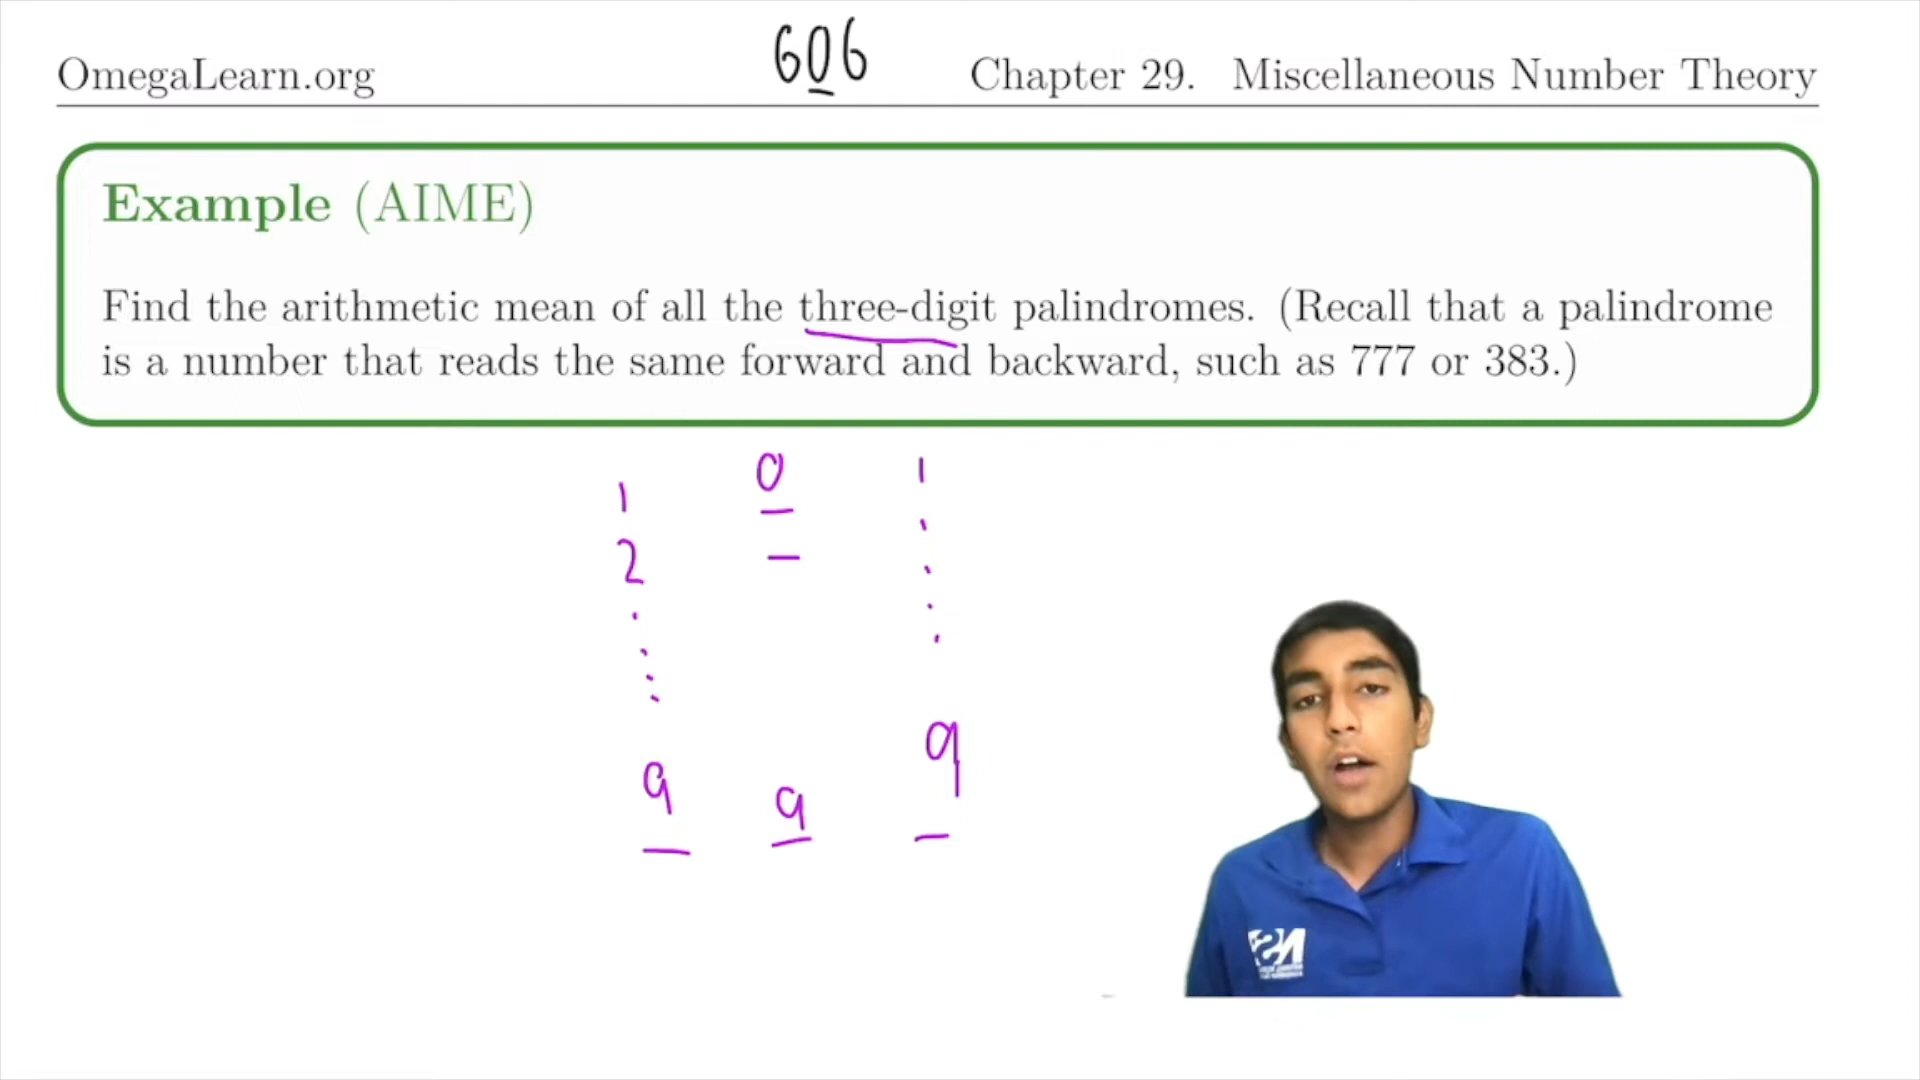 606
OmegaLearn.org
Chapter 29. Miscellaneous Number Theory
Example (AIME)
Find the arithmetic mean of all the three-digit palindromes. (Recall that a palindrome
is a number that reads the same forward and backward, such as 777 or 383.)
1 0 1
2
9 9 9